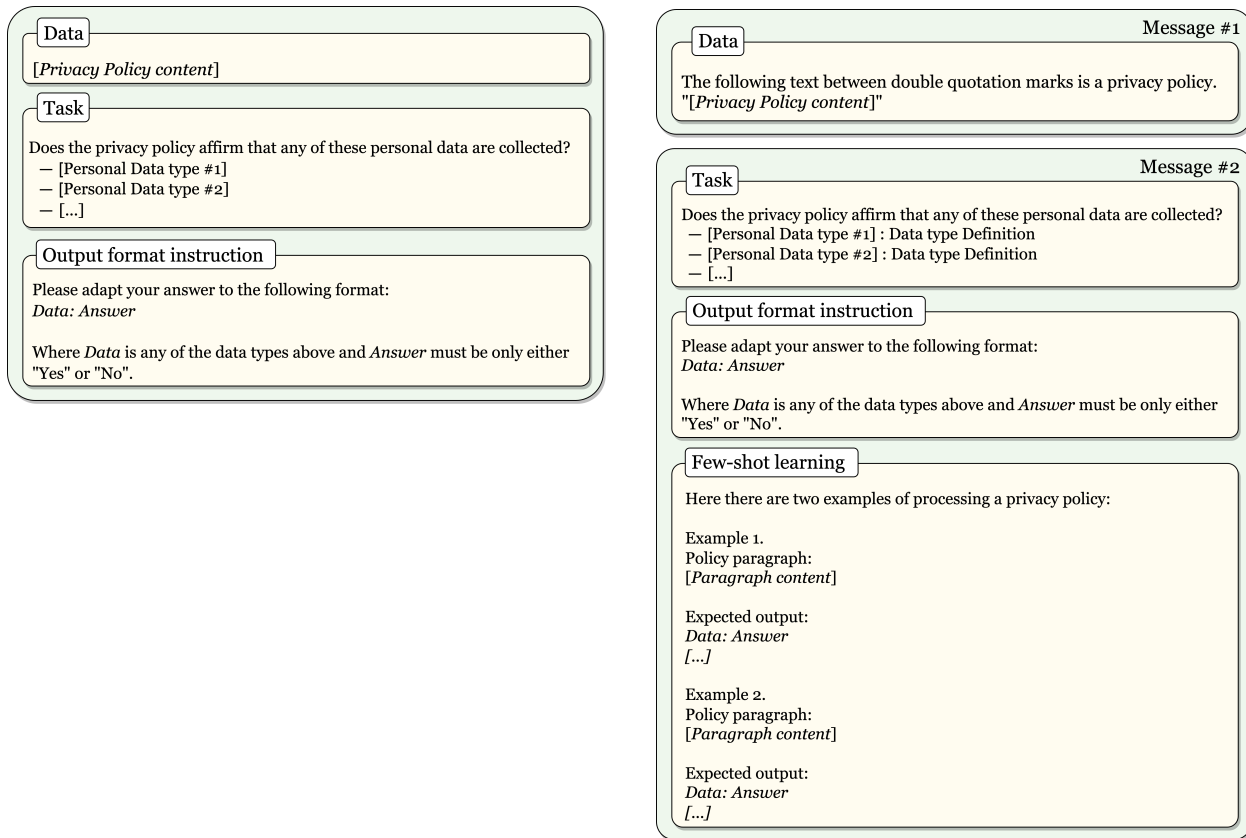 Data
[Privacy Policy content]
Task
Does the privacy policy affirm that any of these personal data are collected?
— [Personal Data type #1]
— [Personal Data type #2]
— [...]
Output format instruction
Please adapt your answer to the following format:
Data: Answer
Where Data is any of the data types above and Answer must be only either
"Yes" or "No".
Message #1
Data
The following text between double quotation marks is a privacy policy.
"[Privacy Policy content]"
Message #2
Task
Does the privacy policy affirm that any of these personal data are collected?
— [Personal Data type #1] : Data type Definition
— [Personal Data type #2] : Data type Definition
— [...]
Output format instruction
Please adapt your answer to the following format:
Data: Answer
Where Data is any of the data types above and Answer must be only either
"Yes" or "No".
Few-shot learning
Here there are two examples of processing a privacy policy:
Example 1.
Policy paragraph:
[Paragraph content]
Expected output:
Data: Answer
[...]
Example 2.
Policy paragraph:
[Paragraph content]
Expected output:
Data: Answer
[...]